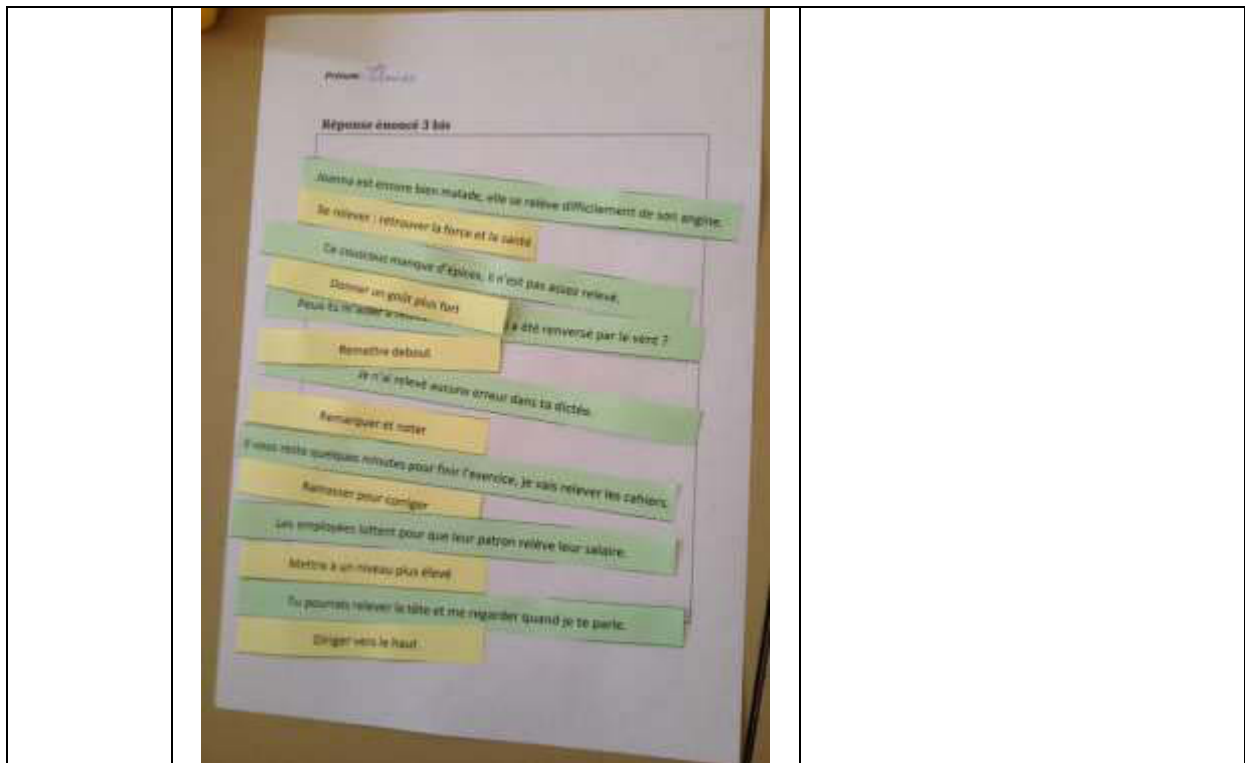 Prénom
Réponse énoncé 3 bis
Joanna est encore bien malade, elle se relève difficilement de son angine.
Se relever : retrouver la force et la santé
Ce couscous manque d'épices, il n'est pas assez relevé.
Donner un goût plus fort
Peux-tu m'aider à a été renversé par le vent ?
Remettre debout
Je n'ai relevé aucune erreur dans ta dictée.
Remarquer et noter
Il vous reste quelques minutes pour finir l'exercice, je vais relever les cahiers.
Ramasser pour corriger
Les employées luttent pour que leur patron relève leur salaire.
Mettre à un niveau plus élevé
Tu pourrais relever la tête et me regarder quand je te parle.
Diriger vers le haut